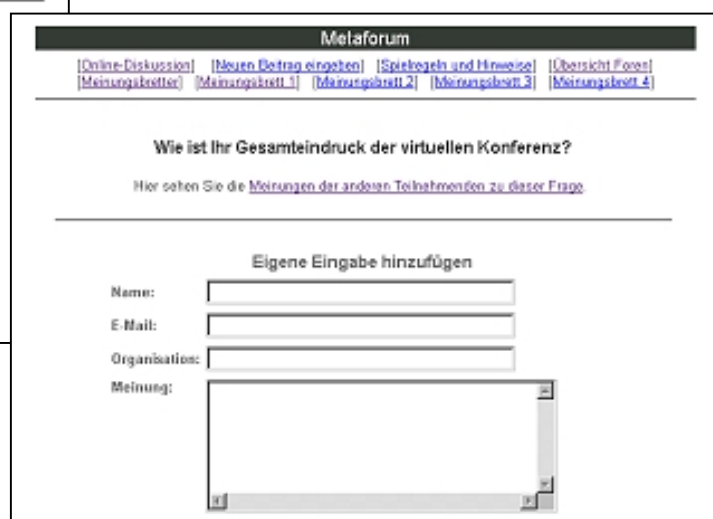 Metaforum
[Online-Diskussion] [Neuen Beitrag eingeben] [Spielregeln und Hinweise] [Übersicht Foren]
[Meinungsbretter] [Meinungsbrett 1] [Meinungsbrett 2] [Meinungsbrett 3] [Meinungsbrett 4]
Wie ist Ihr Gesamteindruck der virtuellen Konferenz?
Hier sehen Sie die Meinungen der anderen Teilnehmenden zu dieser Frage.
Eigene Eingabe hinzufügen
Name:
E-Mail:
Organisation:
Meinung: